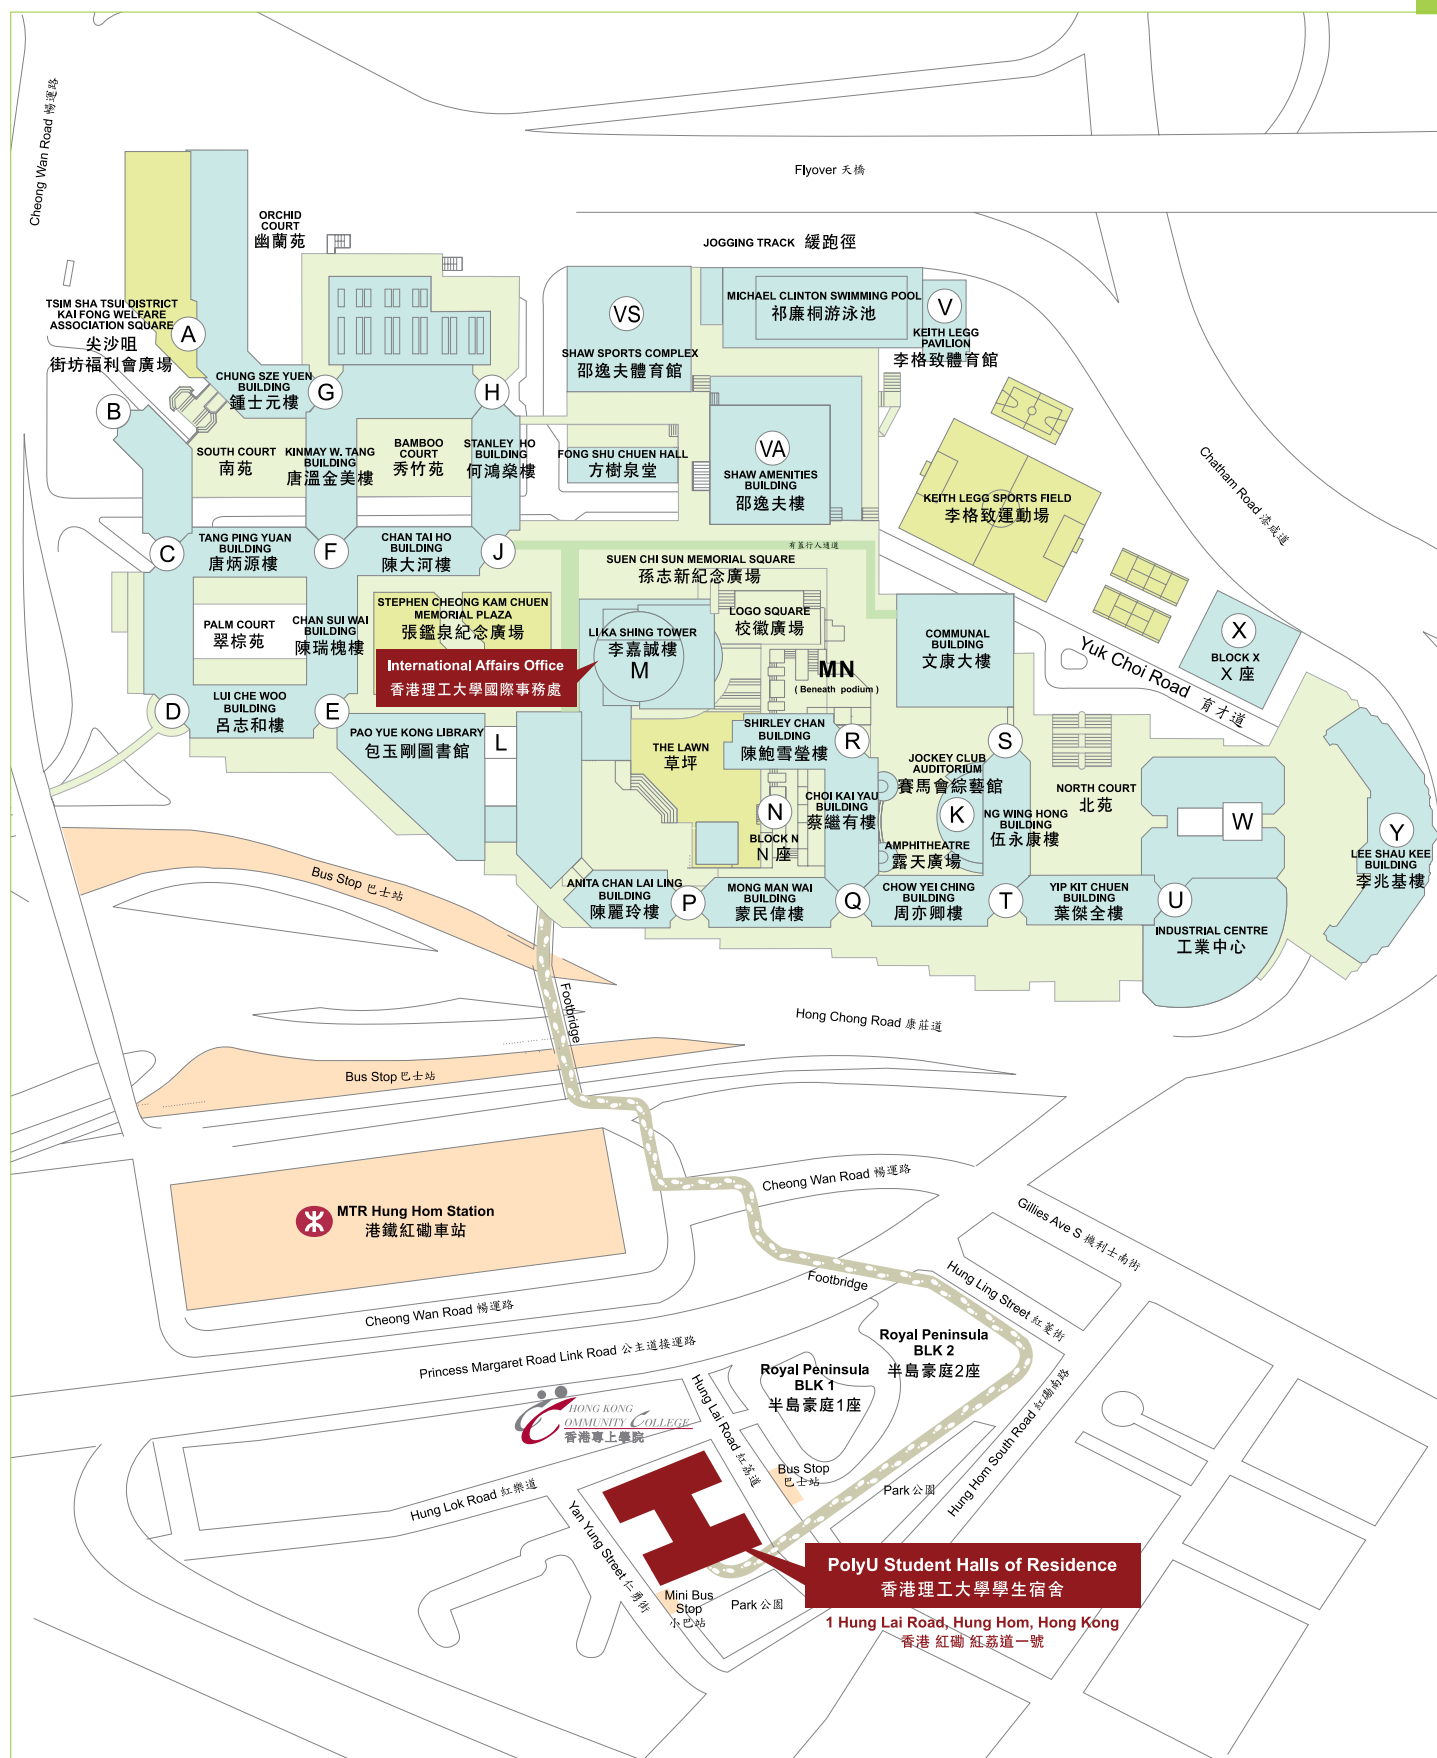 Cheong Wan Road 暢運路
Flyover 天橋
ORCHID
COURT
幽蘭苑
JOGGING TRACK 緩跑徑
TSIM SHA TSUI DISTRICT
KAI FONG WELFARE
ASSOCIATION SQUARE
尖沙咀
街坊福利會廣場
A
VS
SHAW SPORTS COMPLEX
邵逸夫體育館
MICHAEL CLINTON SWIMMING POOL
祁廉桐游泳池
V
KEITH LEGG
PAVILION
李格致體育館
CHUNG SZE YUEN
BUILDING
鍾士元樓
G
H
B
SOUTH COURT
南苑
KINMAY W. TANG
BUILDING
唐溫金美樓
BAMBOO
COURT
秀竹苑
STANLEY HO
BUILDING
何鴻燊樓
FONG SHU CHUEN HALL
方樹泉堂
VA
SHAW AMENITIES
BUILDING
邵逸夫樓
KEITH LEGG SPORTS FIELD
李格致運動場
Chatham Road 漆咸道
C
TANG PING YUAN
BUILDING
唐炳源樓
F
CHAN TAI HO
BUILDING
陳大河樓
J
有蓋行人通道
SUEN CHI SUN MEMORIAL SQUARE
孫志新紀念廣場
STEPHEN CHEONG KAM CHUEN
MEMORIAL PLAZA
張鑑泉紀念廣場
PALM COURT
翠棕苑
CHAN SUI WAI
BUILDING
陳瑞槐樓
LOGO SQUARE
校徽廣場
LI KA SHING TOWER
李嘉誠樓
M
International Affairs Office
香港理工大學國際事務處
MN
( Beneath podium )
COMMUNAL
BUILDING
文康大樓
Yuk Choi Road 育才道
X
BLOCK X
X 座
D
LUI CHE WOO
BUILDING
呂志和樓
E
PAO YUE KONG LIBRARY
包玉剛圖書館
L
THE LAWN
草坪
SHIRLEY CHAN
BUILDING
陳鮑雪瑩樓
R
S
JOCKEY CLUB
AUDITORIUM
賽馬會綜藝館
CHOI KAI YAU
BUILDING
蔡繼有樓
K
NG WING HONG
BUILDING
伍永康樓
NORTH COURT
北苑
W
Y
LEE SHAU KEE
BUILDING
李兆基樓
N
BLOCK N
N 座
AMPHITHEATRE
露天廣場
ANITA CHAN LAI LING
BUILDING
陳麗玲樓
P
MONG MAN WAI
BUILDING
蒙民偉樓
Q
CHOW YEI CHING
BUILDING
周亦卿樓
T
YIP KIT CHUEN
BUILDING
葉傑全樓
U
INDUSTRIAL CENTRE
工業中心
Bus Stop 巴士站
Footbridge
Hong Chong Road 康莊道
Bus Stop 巴士站
Cheong Wan Road 暢運路
MTR Hung Hom Station
港鐵紅磡車站
Gillies Ave S 機利士南街
Footbridge
Hung Ling Street 紅菱街
Cheong Wan Road 暢運路
Princess Margaret Road Link Road 公主道接運路
Royal Peninsula
BLK 2
半島豪庭2座
Royal Peninsula
BLK 1
半島豪庭1座
Hung Lai Road 紅荔道
Hung Hom South Road 紅磡南路
HONG KONG
COMMUNITY COLLEGE
香港專上學院
Bus Stop
巴士站
Park 公園
Hung Lok Road 紅樂道
Yan Yung Street 仁勇街
PolyU Student Halls of Residence
香港理工大學學生宿舍
Mini Bus
Stop
小巴站
Park 公園
1 Hung Lai Road, Hung Hom, Hong Kong
香港 紅磡 紅荔道一號